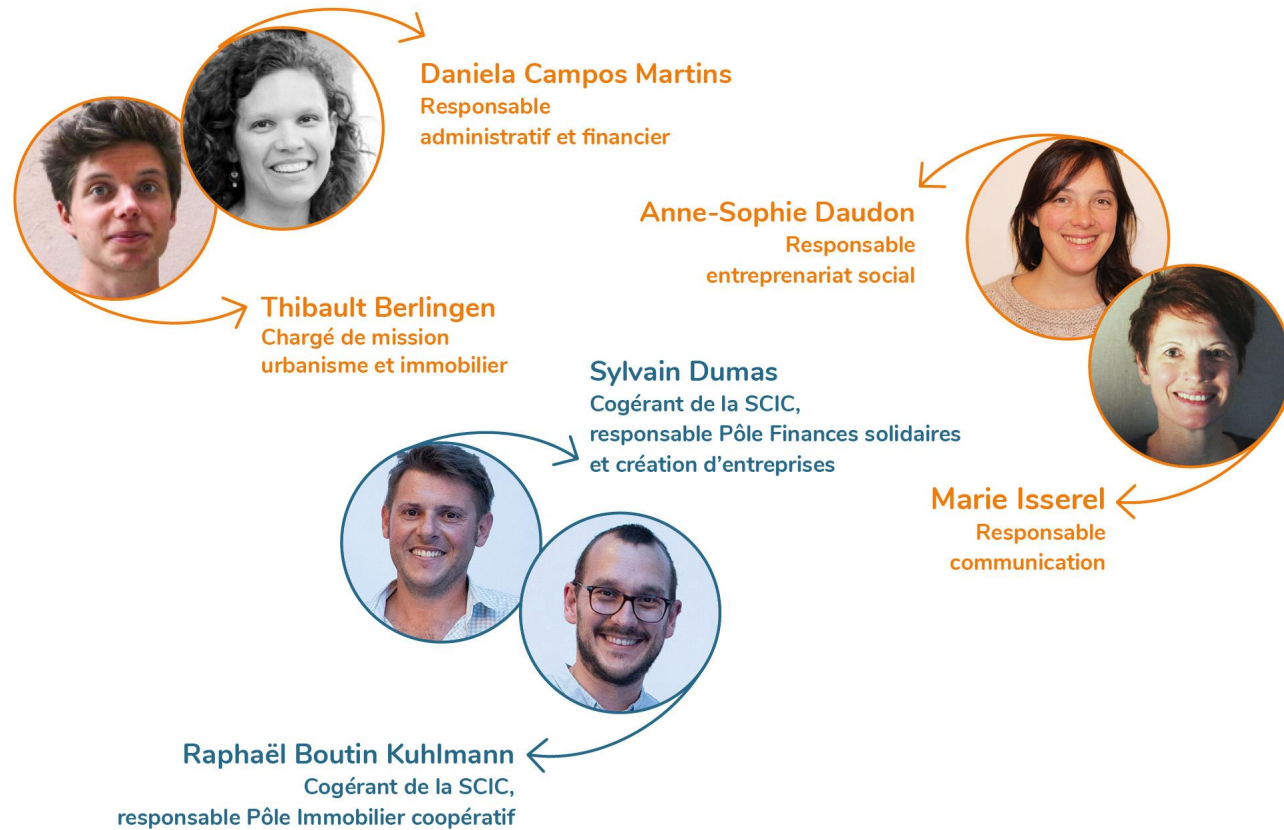 Daniela Campos Martins
Responsable
administratif et financier
Anne-Sophie Daudon
Responsable
entreprenariat social
Thibault Berlingen
Chargé de mission
urbanisme et immobilier
Sylvain Dumas
Cogérant de la SCIC,
responsable Pôle Finances solidaires
et création d’entreprises
Marie Isserel
Responsable
communication
Raphaël Boutin Kuhlmann
Cogérant de la SCIC,
responsable Pôle Immobilier coopératif